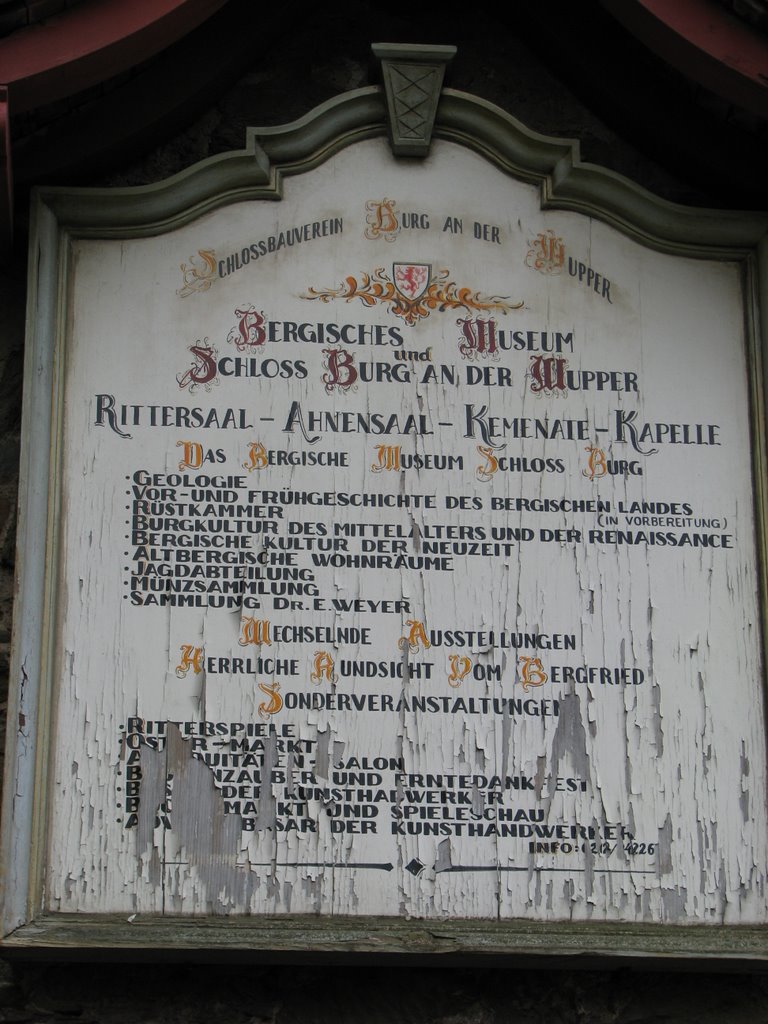 Schlossbauverein Burg an der Wupper
Bergisches Museum
und
Schloss Burg an der Wupper
Rittersaal - Ahnensaal - Kemenate - Kapelle
Das Bergische Museum Schloss Burg
·Geologie
·Vor- und Frühgeschichte des Bergischen Landes
(in Vorbereitung)
·Rüstkammer
·Burgkultur des Mittelalters und der Renaissance
·Bergische Kultur der Neuzeit
·Altbergische Wohnräume
·Jagdabteilung
·Münzsammlung
·Sammlung Dr. E. Weyer
Wechselnde Ausstellungen
Herrliche Rundsicht vom Bergfried
Sonderveranstaltungen
·Ritterspiele
·Oster-Markt
Salon
und Erntedankfest
der Kunsthandwerker
Markt und Spieleschau
Basar der Kunsthandwerker
Info: